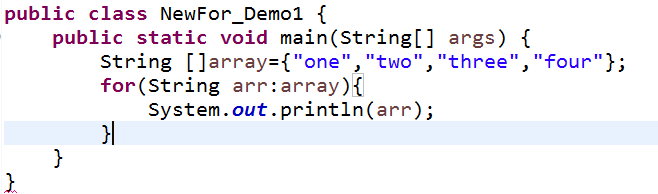 public class NewFor_Demo1 {
    public static void main(String[] args) {
        String []array={"one","two","three","four"};
        for(String arr:array){
            System.out.println(arr);
        }
    }
}